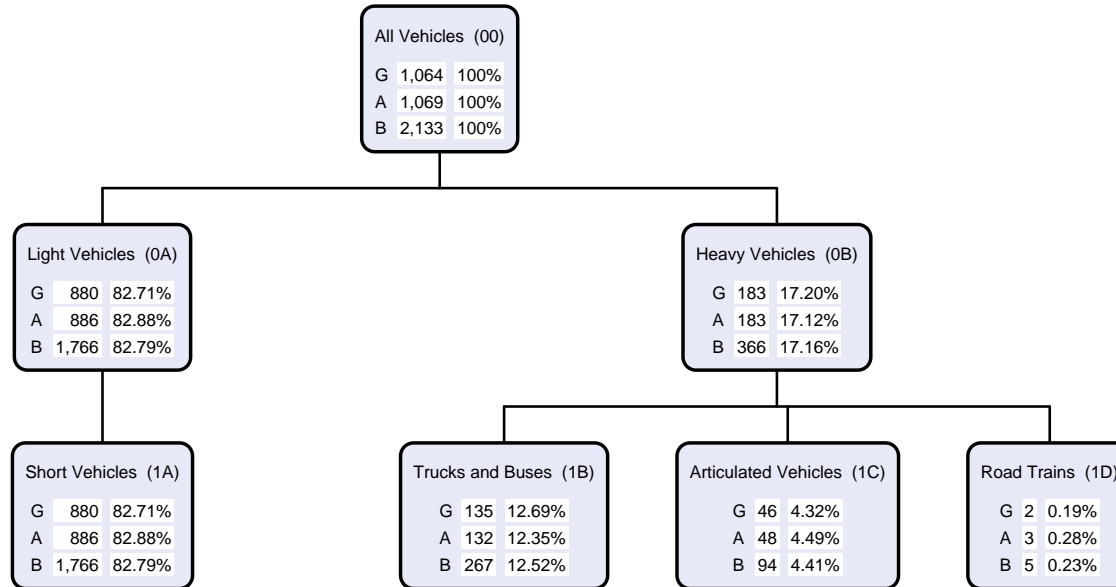 All Vehicles (00)
G 1,064 100%
A 1,069 100%
B 2,133 100%
Light Vehicles (0A)
G 880 82.71%
A 886 82.88%
B 1,766 82.79%
Heavy Vehicles (0B)
G 183 17.20%
A 183 17.12%
B 366 17.16%
Short Vehicles (1A)
G 880 82.71%
A 886 82.88%
B 1,766 82.79%
Trucks and Buses (1B)
G 135 12.69%
A 132 12.35%
B 267 12.52%
Articulated Vehicles (1C)
G 46 4.32%
A 48 4.49%
B 94 4.41%
Road Trains (1D)
G 2 0.19%
A 3 0.28%
B 5 0.23%